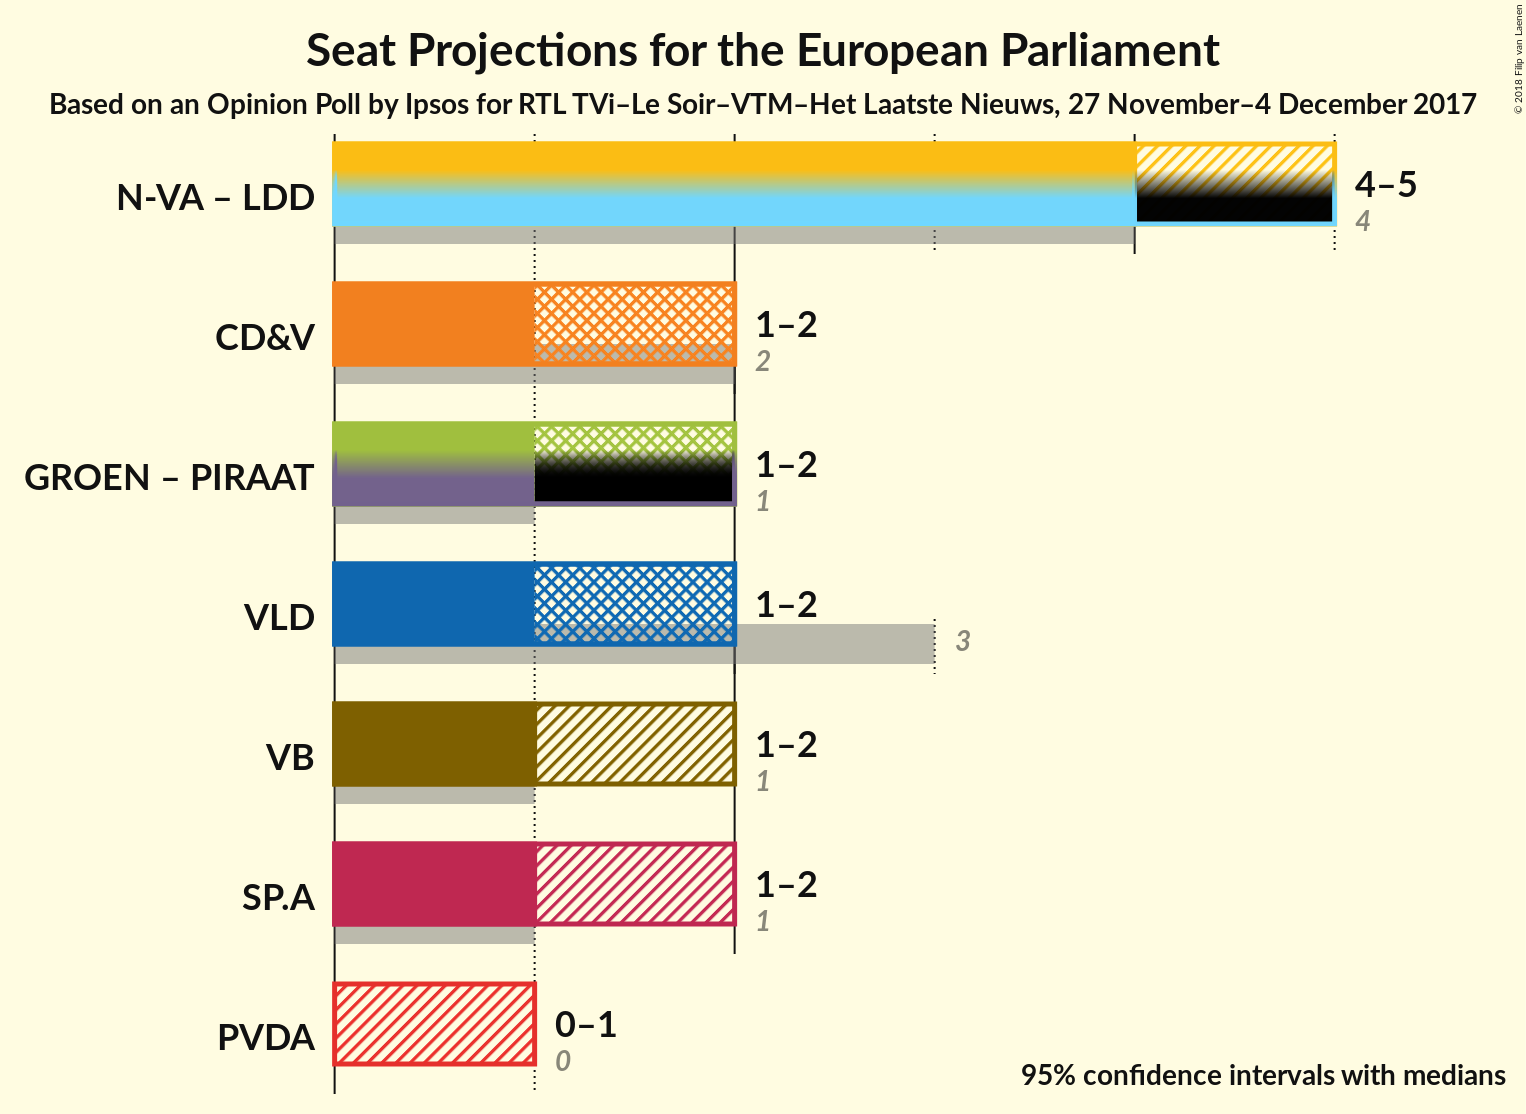 Seat Projections for the European Parliament
Based on an Opinion Poll by Ipsos for RTL TVi–Le Soir–VTM–Het Laatste Nieuws, 27 November–4 December 2017
© 2018 Filip van Laenen
N-VA – LDD
4–5
4
CD&V
1–2
2
GROEN – PIRAAT
1–2
1
VLD
1–2
3
VB
1–2
1
SP.A
1–2
1
PVDA
0–1
0
95% confidence intervals with medians